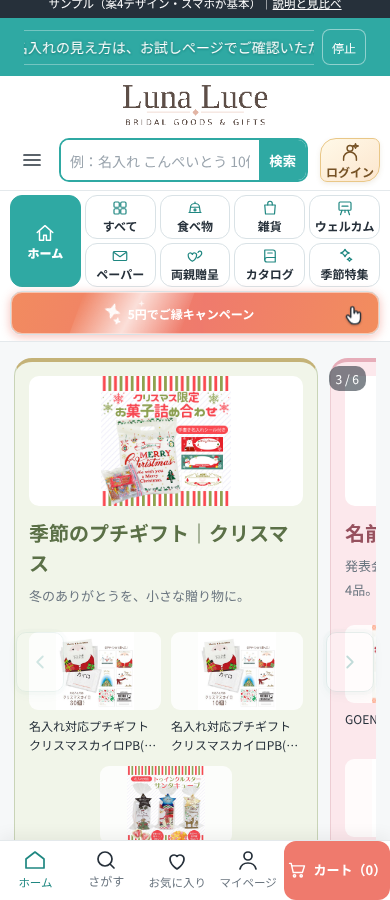 サンプル（案4デザイン・スマホが基本）｜説明と見比べ
入れの見え方は、お試しページでご確認いた
停止
Luna Luce
BRIDAL GOODS & GIFTS
例：名入れ こんぺいとう 10
検索
ログイン
ホーム
すべて
食べ物
雑貨
ウェルカム
ペーパー
両親贈呈
カタログ
季節特集
5円でご縁キャンペーン
3 / 6
クリスマス限定
お菓子詰め合わせ
MERRY
Christmas
季節のプチギフト｜クリスマ
ス
冬のありがとうを、小さな贈り物に。
名前
発表会
4品。
名入れ対応プチギフト
クリスマスカイロPB(…
名入れ対応プチギフト
クリスマスカイロPB(…
GOEN
ホーム
さがす
お気に入り
マイページ
カート（0）